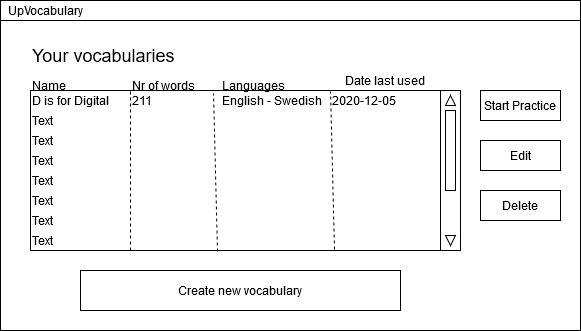 UpVocabulary
Your vocabularies
Name Nr of words Languages Date last used
D is for Digital 211 English - Swedish 2020-12-05
Text
Text
Text
Text
Text
Text
Text
Start Practice
Edit
Delete
Create new vocabulary